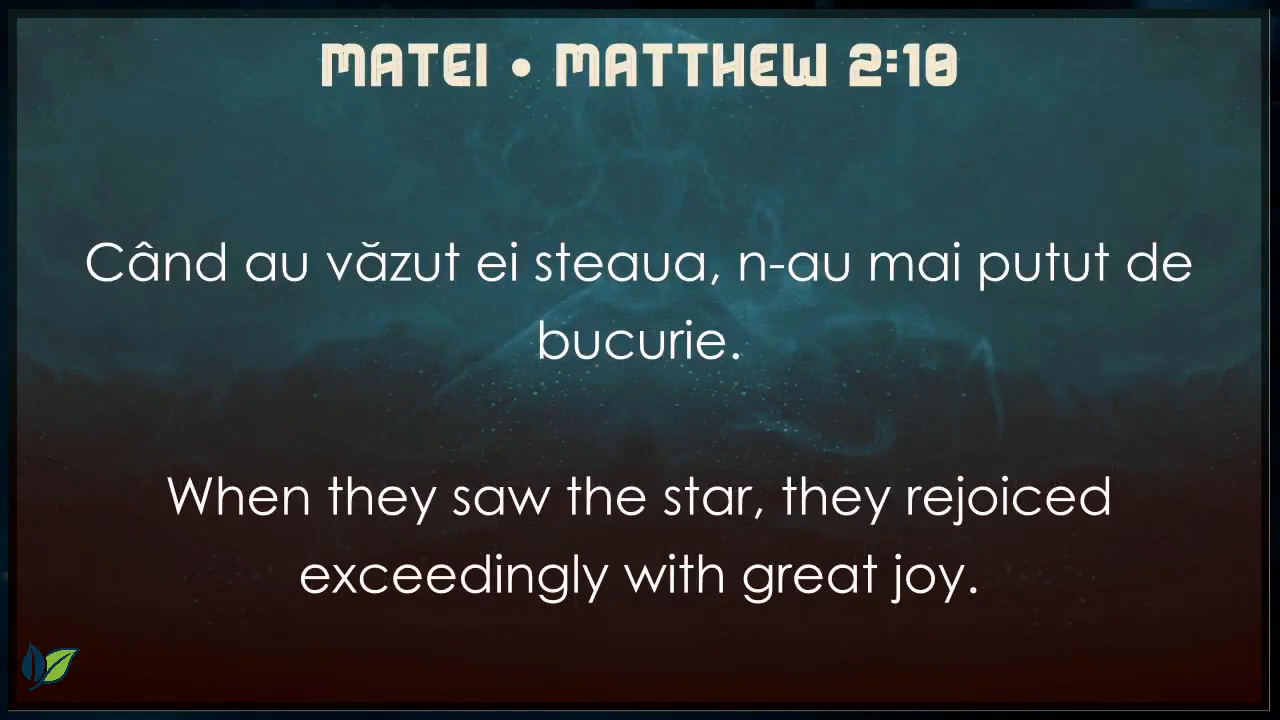 MATEI • MATTHEW 2:10
Când au văzut ei steaua, n-au mai putut de
bucurie.
When they saw the star, they rejoiced
exceedingly with great joy.